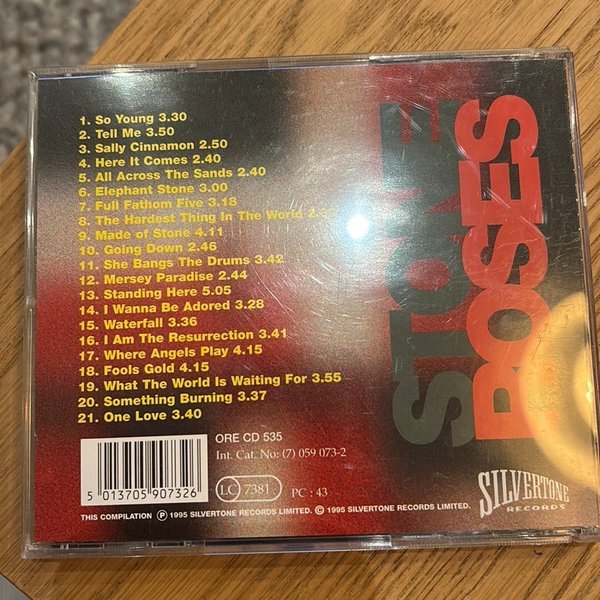 1. So Young 3.30
2. Tell Me 3.50
3. Sally Cinnamon 2.50
4. Here It Comes 2.40
5. All Across The Sands 2.40
6. Elephant Stone 3.00
7. Full Fathom Five 3.18
8. The Hardest Thing In The World
9. Made of Stone 4.11
10. Going Down 2.46
11. She Bangs The Drums 3.42
12. Mersey Paradise 2.44
13. Standing Here 5.05
14. I Wanna Be Adored 3.28
15. Waterfall 3.36
16. I Am The Resurrection 3.41
17. Where Angels Play 4.15
18. Fools Gold 4.15
19. What The World Is Waiting For 3.55
20. Something Burning 3.37
21. One Love 3.40
STONE
ROSES
ORE CD 535
Int. Cat. No: (7) 059 073-2
LC 7381
PC : 43
5 013705 907326
SILVERTONE
RECORDS
THIS COMPILATION Ⓟ 1995 SILVERTONE RECORDS LIMITED. © 1995 SILVERTONE RECORDS LIMITED.